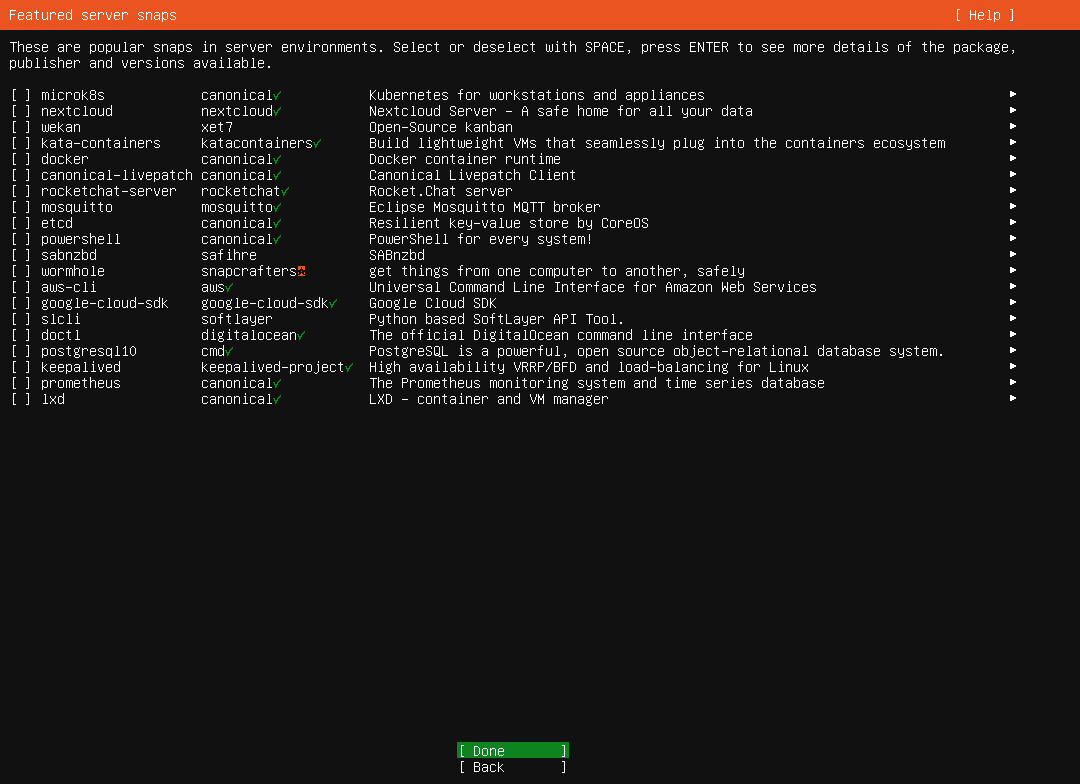 Featured server snaps [ Help ]
These are popular snaps in server environments. Select or deselect with SPACE, press ENTER to see more details of the package,
publisher and versions available.
[ ] microk8s canonical✓ Kubernetes for workstations and appliances ▸
[ ] nextcloud nextcloud✓ Nextcloud Server - A safe home for all your data ▸
[ ] wekan xet7 Open-Source kanban ▸
[ ] kata-containers katacontainers✓ Build lightweight VMs that seamlessly plug into the containers ecosystem ▸
[ ] docker canonical✓ Docker container runtime ▸
[ ] canonical-livepatch canonical✓ Canonical Livepatch Client ▸
[ ] rocketchat-server rocketchat✓ Rocket.Chat server ▸
[ ] mosquitto mosquitto✓ Eclipse Mosquitto MQTT broker ▸
[ ] etcd canonical✓ Resilient key-value store by CoreOS ▸
[ ] powershell canonical✓ PowerShell for every system! ▸
[ ] sabnzbd safihre SABnzbd ▸
[ ] wormhole snapcrafters✪ get things from one computer to another, safely ▸
[ ] aws-cli aws✓ Universal Command Line Interface for Amazon Web Services ▸
[ ] google-cloud-sdk google-cloud-sdk✓ Google Cloud SDK ▸
[ ] slcli softlayer Python based SoftLayer API Tool. ▸
[ ] doctl digitalocean✓ The official DigitalOcean command line interface ▸
[ ] postgresql10 cmd✓ PostgreSQL is a powerful, open source object-relational database system. ▸
[ ] keepalived keepalived-project✓ High availability VRRP/BFD and load-balancing for Linux ▸
[ ] prometheus canonical✓ The Prometheus monitoring system and time series database ▸
[ ] lxd canonical✓ LXD - container and VM manager ▸
[ Done ]
[ Back ]